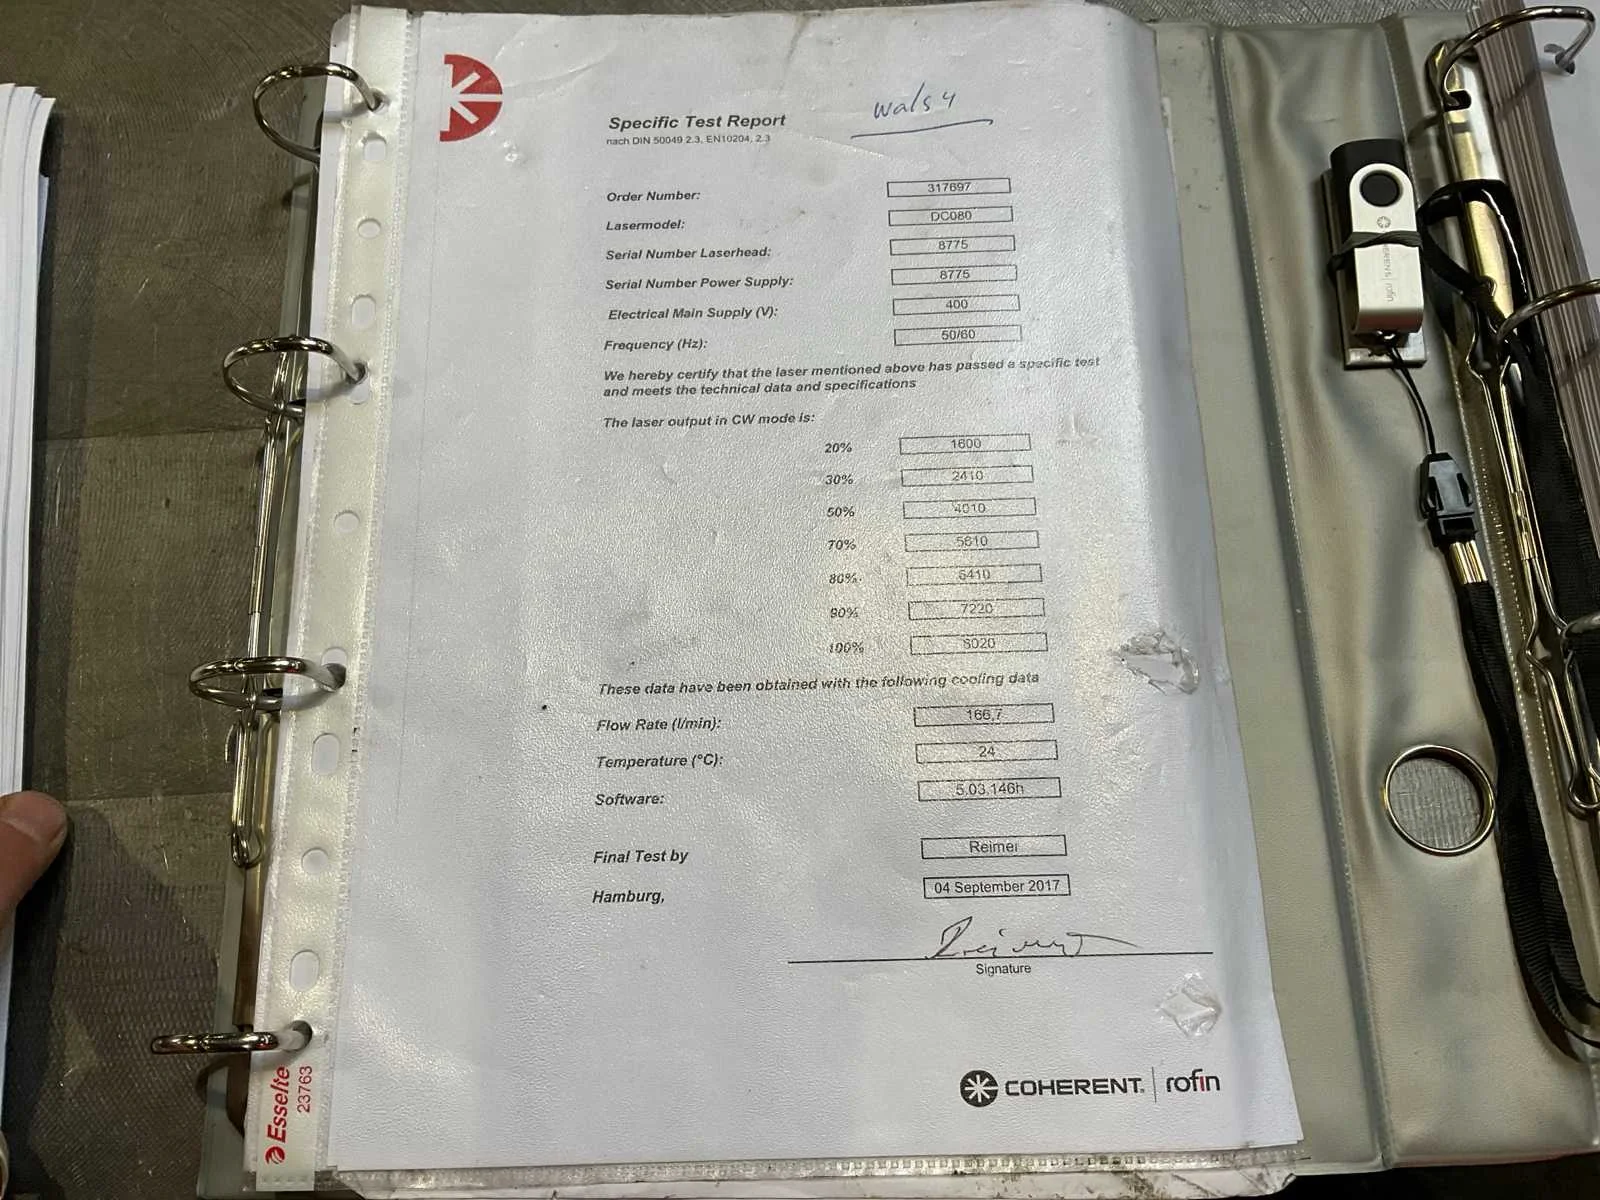 wals 4
Specific Test Report
nach DIN 50049 2.3, EN10204, 2.3
Order Number: 317697
Lasermodel: DC080
Serial Number Laserhead: 8775
Serial Number Power Supply: 8775
Electrical Main Supply (V): 400
Frequency (Hz): 50/60
We hereby certify that the laser mentioned above has passed a specific test
and meets the technical data and specifications
The laser output in CW mode is:
20% 1600
30% 2410
50% 4010
70% 5610
80% 6410
90% 7220
100% 8020
These data have been obtained with the following cooling data
Flow Rate (l/min): 166,7
Temperature (°C): 24
Software: 5.03.146h
Final Test by Reimer
Hamburg, 04 September 2017
Signature
COHERENT. rofin
Esselte
23763
rofin